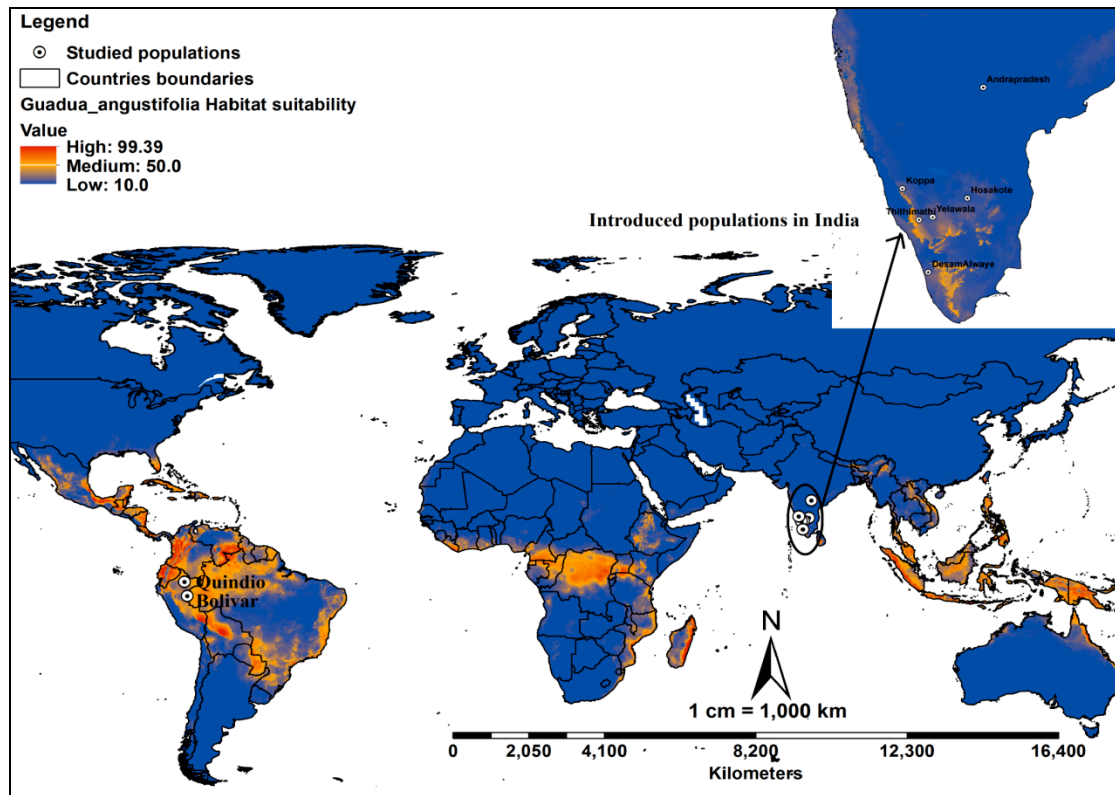 Legend
Studied populations
Countries boundaries
Guadua_angustifolia Habitat suitability
Value
High: 99.39
Medium: 50.0
Low: 10.0
Andrapradesh
Koppa
Hosakote
Thithimathi
Yelawala
Introduced populations in India
DesamAlwaye
Quindio
Bolivar
N
1 cm = 1,000 km
0 2,050 4,100 8,200 12,300 16,400
Kilometers